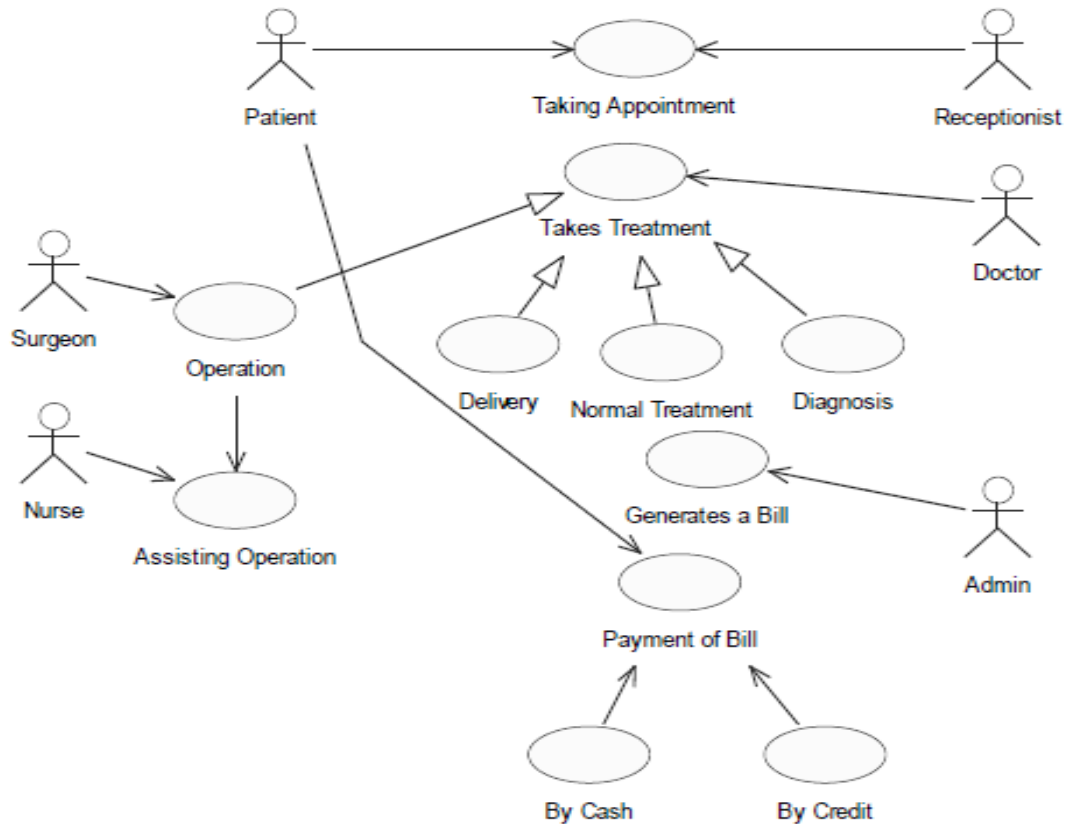 Patient
Taking Appointment
Receptionist
Takes Treatment
Doctor
Surgeon
Operation
Delivery
Normal Treatment
Diagnosis
Nurse
Generates a Bill
Assisting Operation
Admin
Payment of Bill
By Cash
By Credit